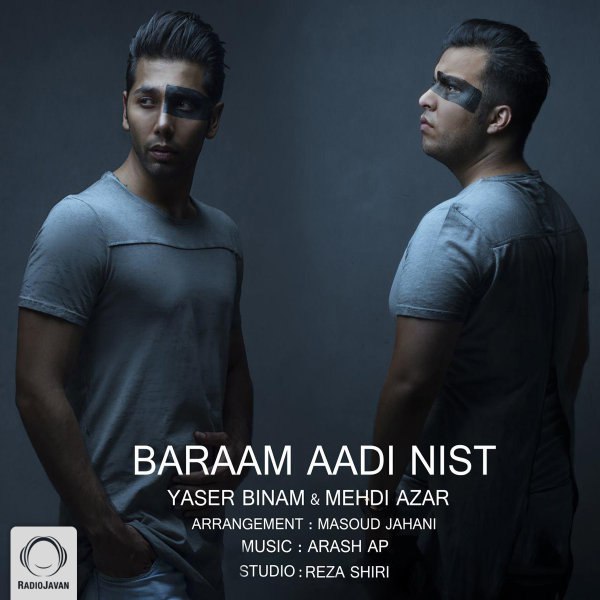 BARAAM AADI NIST
YASER BINAM & MEHDI AZAR
ARRANGEMENT : MASOUD JAHANI
MUSIC : ARASH AP
STUDIO : REZA SHIRI
RADIOJAVAN